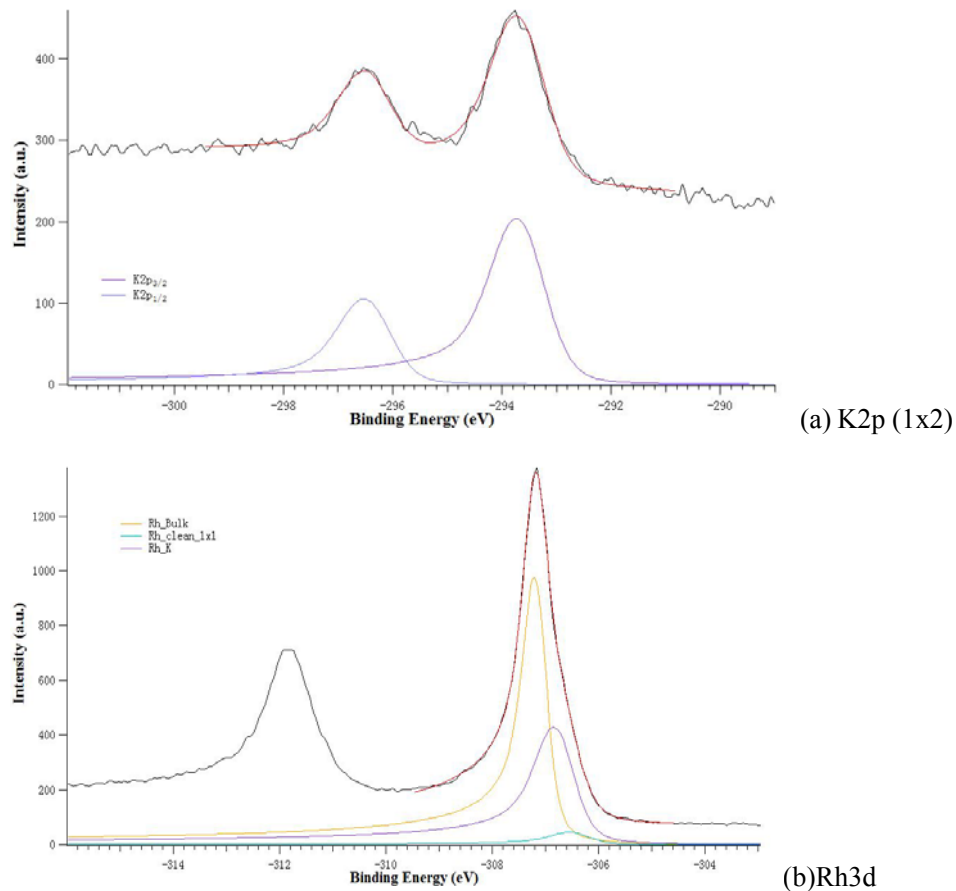 400
300
200
100
0
Intensity (a.u.)
K2p3/2
K2p1/2
-300
-298
-296
-294
-292
-290
Binding Energy (eV)
(a) K2p (1x2)
1200
1000
800
600
400
200
0
Intensity (a.u.)
Rh_Bulk
Rh_clean_1x1
Rh_K
-314
-312
-310
-308
-306
-304
Binding Energy (eV)
(b)Rh3d